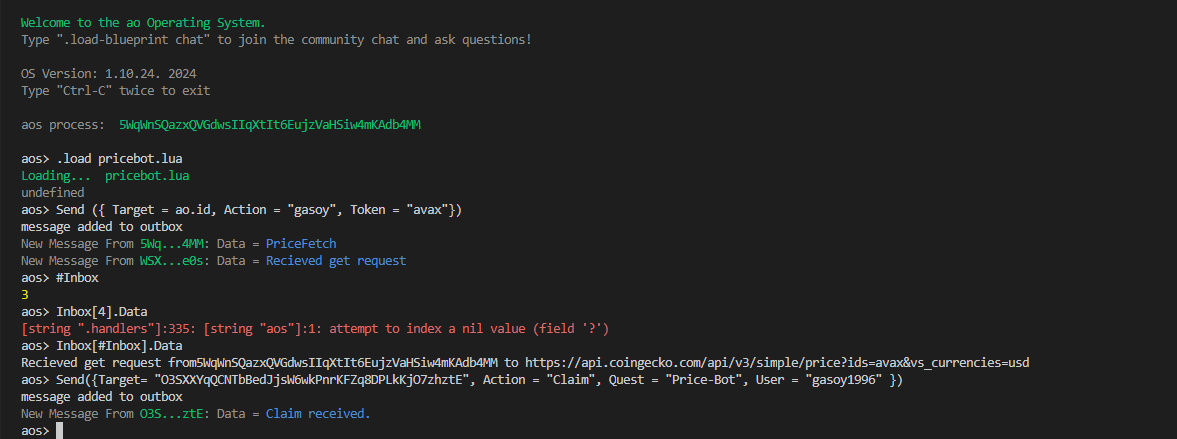 Welcome to the ao Operating System.
Type ".load-blueprint chat" to join the community chat and ask questions!
OS Version: 1.10.24. 2024
Type "Ctrl-C" twice to exit
aos process:  5WqWnSQazxQVGdwsIIqXtIt6EujzVaHSiw4mKAdb4MM
aos> .load pricebot.lua
Loading...  pricebot.lua
undefined
aos> Send ({ Target = ao.id, Action = "gasoy", Token = "avax"})
message added to outbox
New Message From 5Wq...4MM: Data = PriceFetch
New Message From WSX...e0s: Data = Recieved get request
aos> #Inbox
3
aos> Inbox[4].Data
[string ".handlers"]:335: [string "aos"]:1: attempt to index a nil value (field '?')
aos> Inbox[#Inbox].Data
Recieved get request from5WqWnSQazxQVGdwsIIqXtIt6EujzVaHSiw4mKAdb4MM to https://api.coingecko.com/api/v3/simple/price?ids=avax&vs_currencies=usd
aos> Send({Target= "O3SXXYqQCNTbBedJjsW6wkPnrKFZq8DPLkKjO7zhztE", Action = "Claim", Quest = "Price-Bot", User = "gasoy1996" })
message added to outbox
New Message From O3S...ztE: Data = Claim received.
aos>